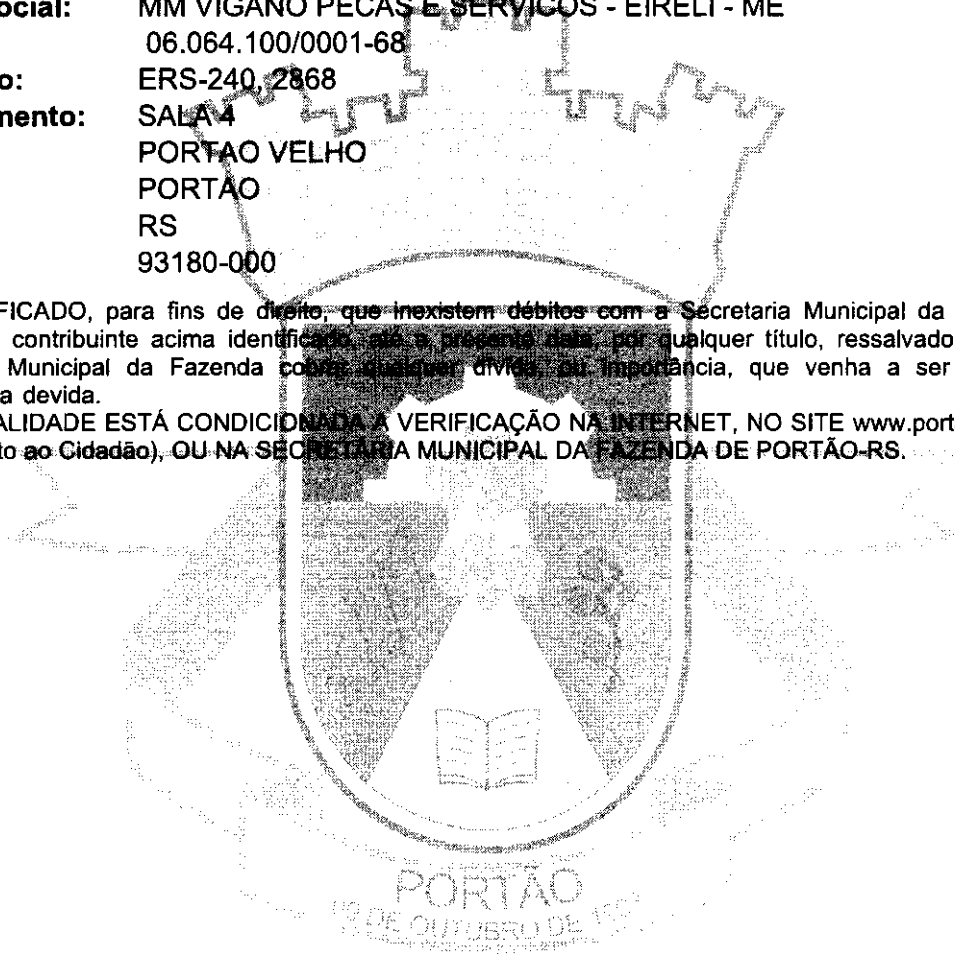 ocial: MM VIGANO PECAS E SERVICOS - EIRELI - ME
06.064.100/0001-68
o: ERS-240, 2868
mento: SALA 4
PORTAO VELHO
PORTÃO
RS
93180-000
FICADO, para fins de direito, que inexistem débitos com a Secretaria Municipal da
contribuinte acima identificado, até a presente data, por qualquer título, ressalvado
Municipal da Fazenda cobrar qualquer dívida, ou importância, que venha a ser
a devida.
ALIDADE ESTÁ CONDICIONADA A VERIFICAÇÃO NA INTERNET, NO SITE www.port
to ao Cidadão), OU NA SECRETARIA MUNICIPAL DA FAZENDA DE PORTÃO-RS.
PORTÃO
DE OUTUBRO DE